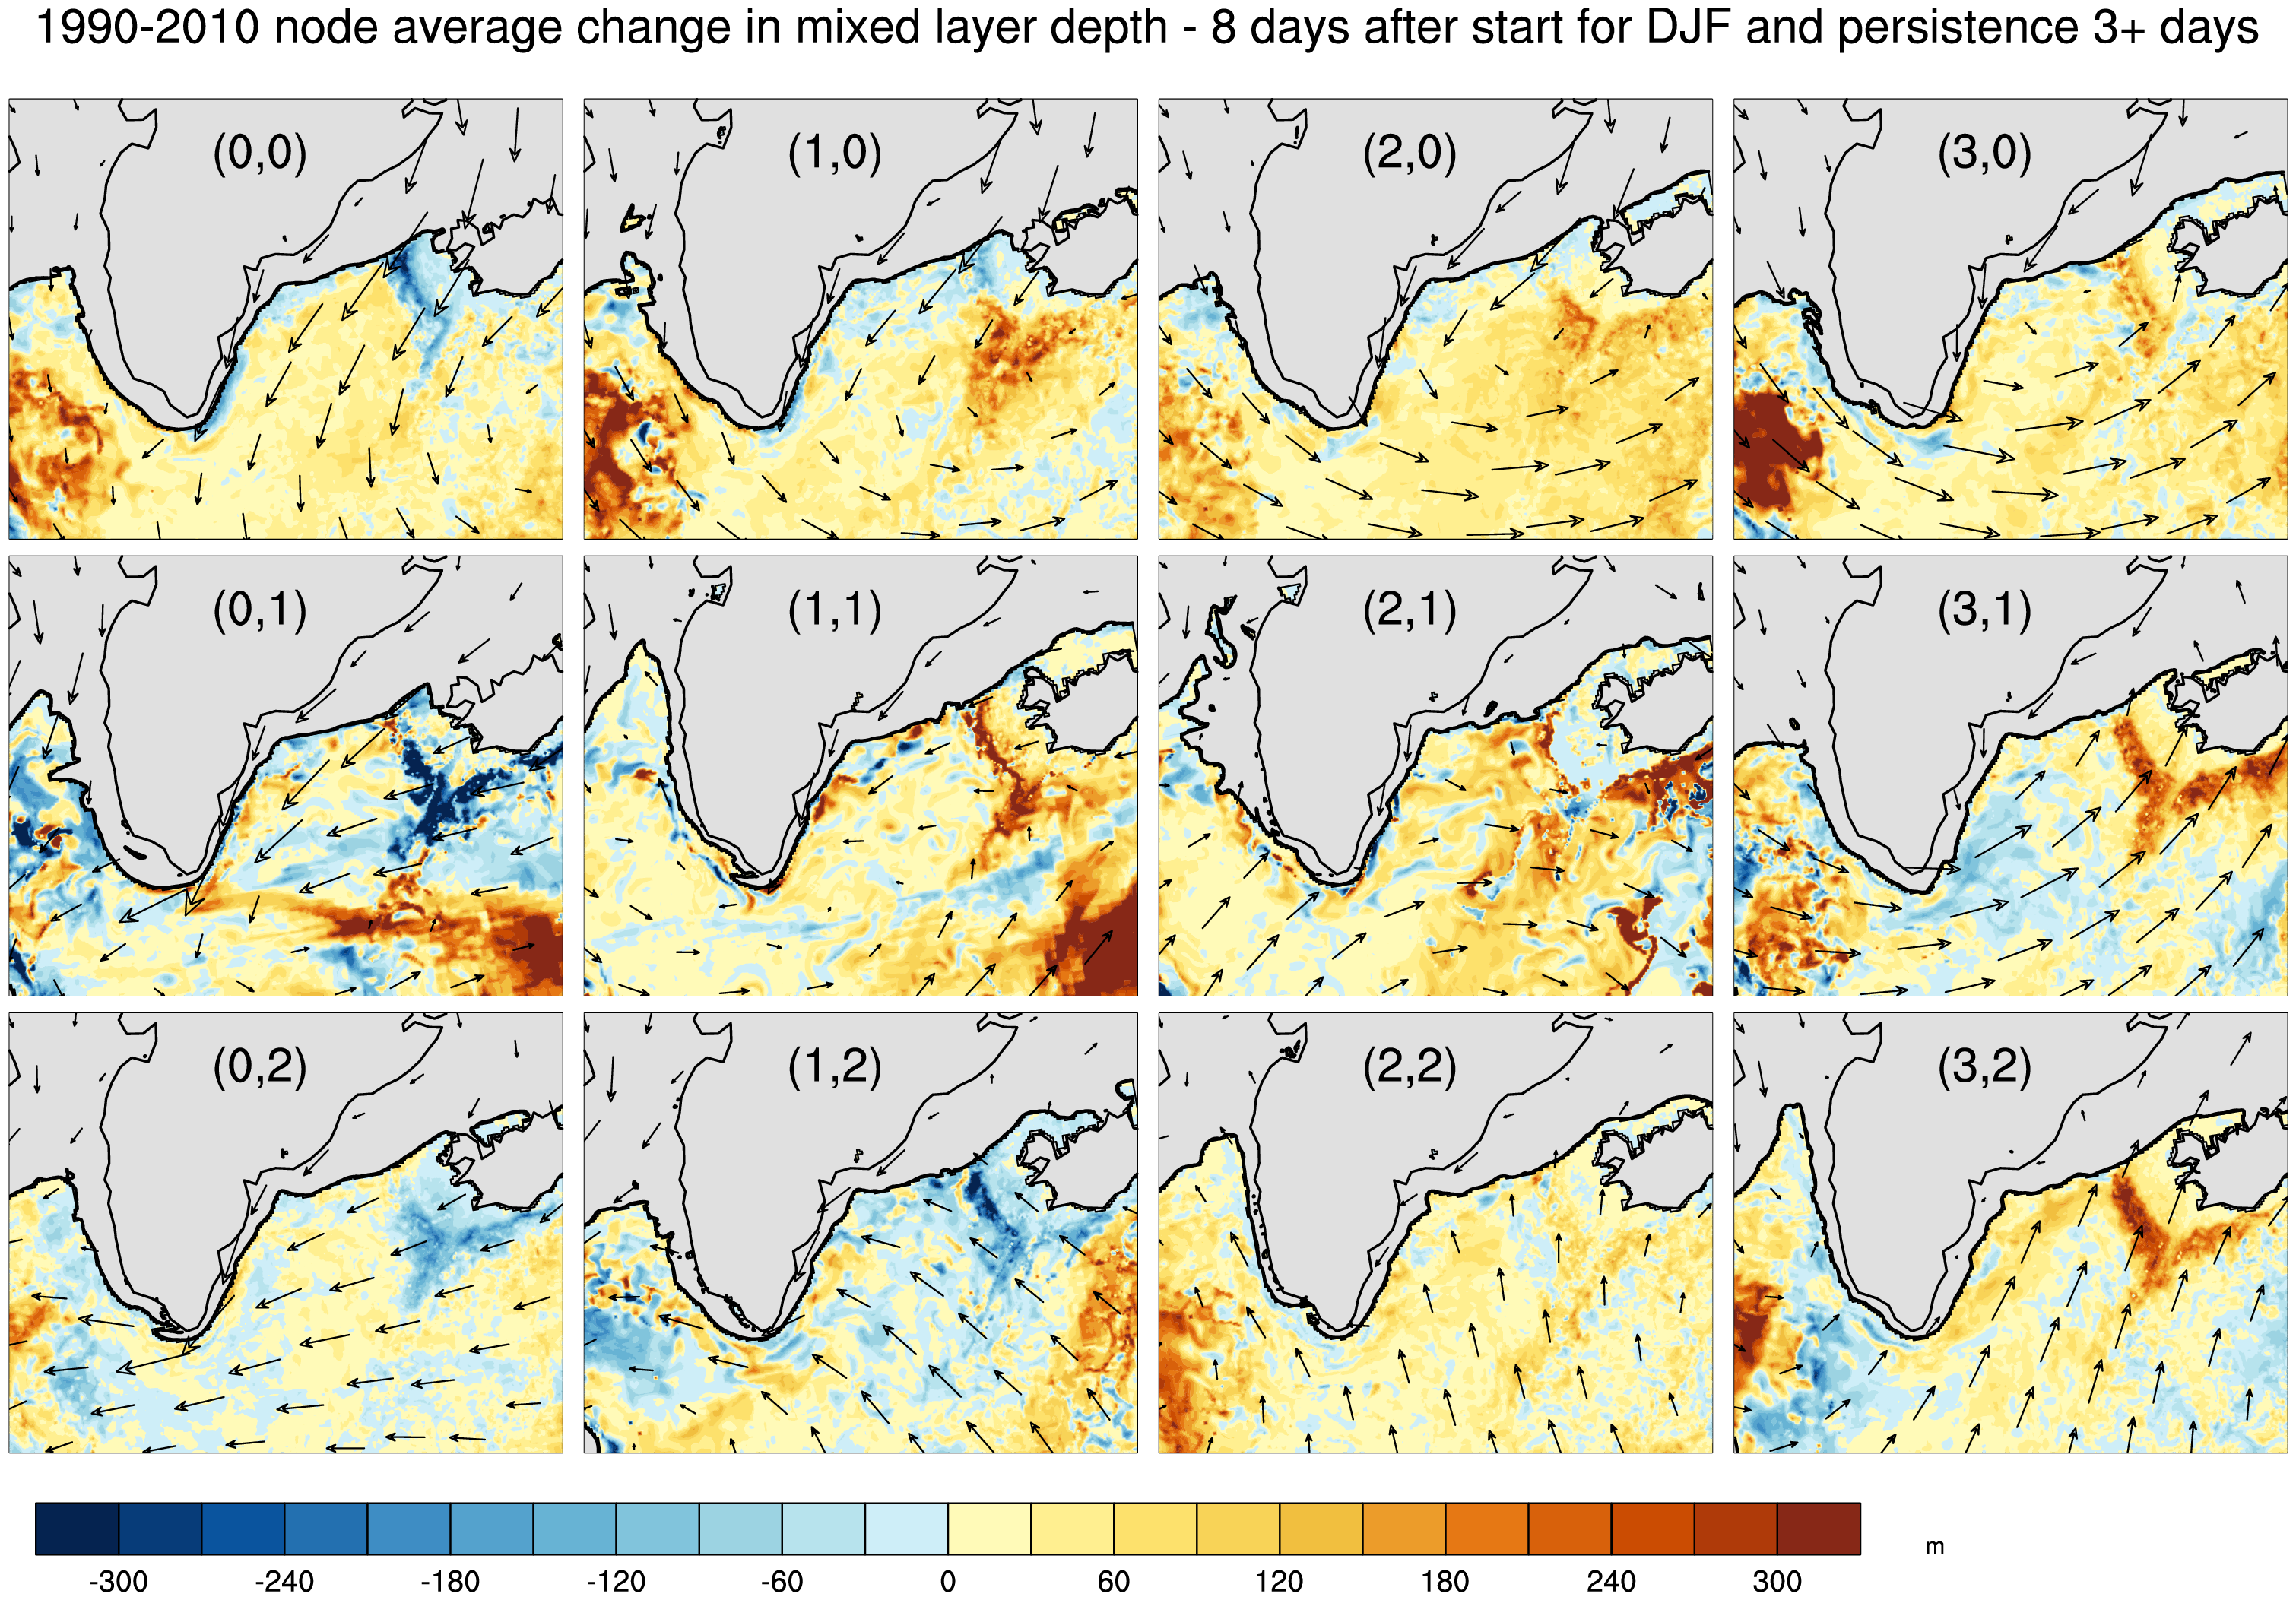 1990-2010 node average change in mixed layer depth - 8 days after start for DJF and persistence 3+ days
(0,0) (1,0) (2,0) (3,0)
(0,1) (1,1) (2,1) (3,1)
(0,2) (1,2) (2,2) (3,2)
m
-300 -240 -180 -120 -60 0 60 120 180 240 300